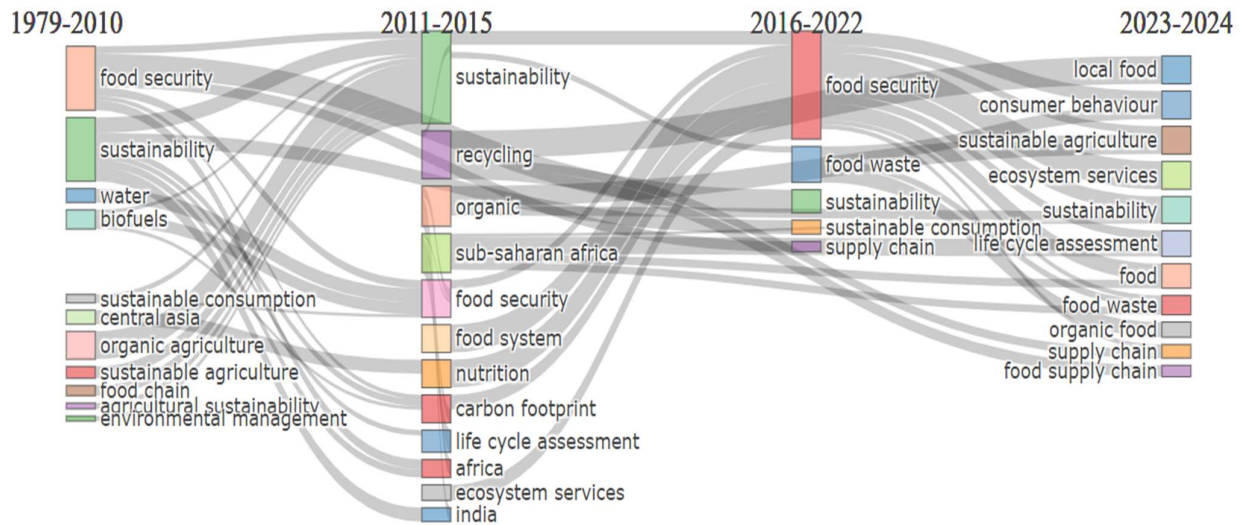 1979-2010
2011-2015
2016-2022
2023-2024
food security
sustainability
water
biofuels
sustainable consumption
central asia
organic agriculture
sustainable agriculture
food chain
agricultural sustainability
environmental management
sustainability
recycling
organic
sub-saharan africa
food security
food system
nutrition
carbon footprint
life cycle assessment
africa
ecosystem services
india
food security
food waste
sustainability
sustainable consumption
supply chain
local food
consumer behaviour
sustainable agriculture
ecosystem services
sustainability
life cycle assessment
food
food waste
organic food
supply chain
food supply chain